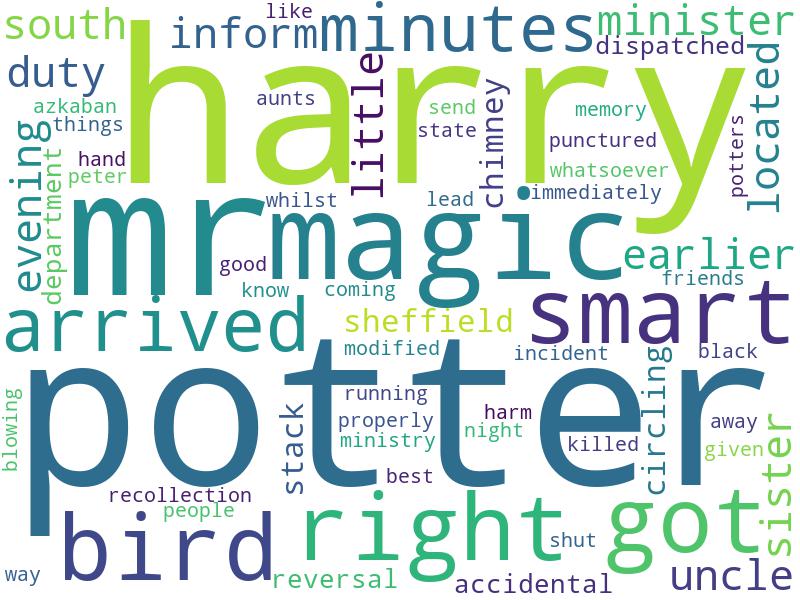 like
south
inform
minutes
minister
dispatched
duty
harry
little
located
azkaban
things
aunts
send
state
chimney
memory
punctured
potters
evening
hand
peter
department
whilst
lead
whatsoever
immediately
mr
magic
good
know
coming
earlier
friends
arrived
sheffield
smart
modified
incident
black
potter
running
properly
ministry
harm
night
killed
circling
away
given
blowing
stack
best
sister
recollection
people
bird
right
got
shut
way
reversal
accidental
uncle